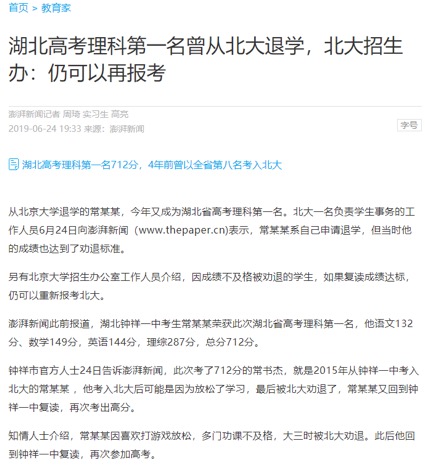 首页 > 教育家
湖北高考理科第一名曾从北大退学，北大招生
办：仍可以再报考
澎湃新闻记者 周琦 实习生 高亮
2019-06-24 19:33 来源：澎湃新闻
字号
湖北高考理科第一名712分，4年前曾以全省第八名考入北大
从北京大学退学的常某某，今年又成为湖北省高考理科第一名。北大一名负责学生事务的工
作人员6月24日向澎湃新闻（www.thepaper.cn)表示，常某某系自己申请退学，但当时他
的成绩也达到了劝退标准。
另有北京大学招生办公室工作人员介绍，因成绩不及格被劝退的学生，如果复读成绩达标，
仍可以重新报考北大。
澎湃新闻此前报道，湖北钟祥一中考生常某某荣获此次湖北省高考理科第一名，他语文132
分、数学149分，英语144分，理综287分，总分712分。
钟祥市官方人士24日告诉澎湃新闻，此次考了712分的常书杰，就是2015年从钟祥一中考入
北大的常某某 ，他考入北大后可能是因为放松了学习，最后被北大劝退了，常某某又回到钟
祥一中复读，再次考出高分。
知情人士介绍，常某某因喜欢打游戏放松，多门功课不及格，大三时被北大劝退。此后他回
到钟祥一中复读，再次参加高考。